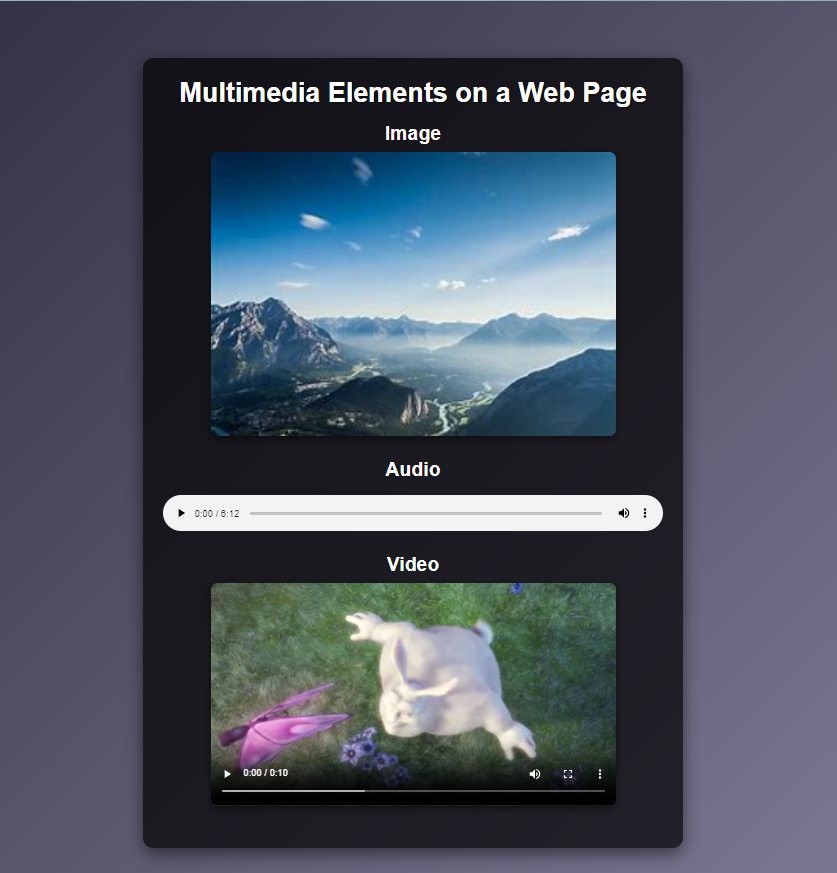 Multimedia Elements on a Web Page
Image
Audio
0:00 / 6:12
Video
0:00 / 0:10